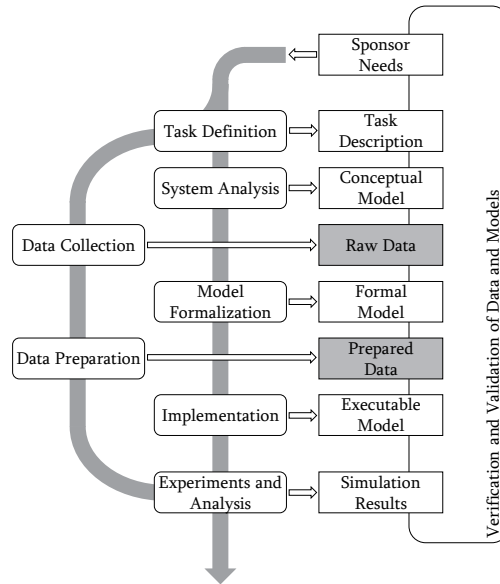 Sponsor
Needs
Task Definition
Task
Description
System Analysis
Conceptual
Model
Data Collection
Raw Data
Model
Formalization
Formal
Model
Data Preparation
Prepared
Data
Implementation
Executable
Model
Experiments and
Analysis
Simulation
Results
Verification and Validation of Data and Models